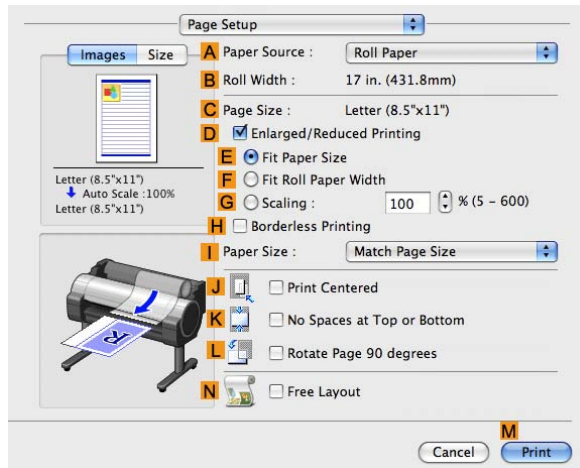 Page Setup
Images Size
A Paper Source : Roll Paper
B Roll Width : 17 in. (431.8mm)
C Page Size : Letter (8.5"x11")
D Enlarged/Reduced Printing
E Fit Paper Size
F Fit Roll Paper Width
G Scaling : 100 % (5 - 600)
H Borderless Printing
I Paper Size : Match Page Size
Letter (8.5"x11")
Auto Scale :100%
Letter (8.5"x11")
J Print Centered
K No Spaces at Top or Bottom
L Rotate Page 90 degrees
N Free Layout
R
M
Cancel Print